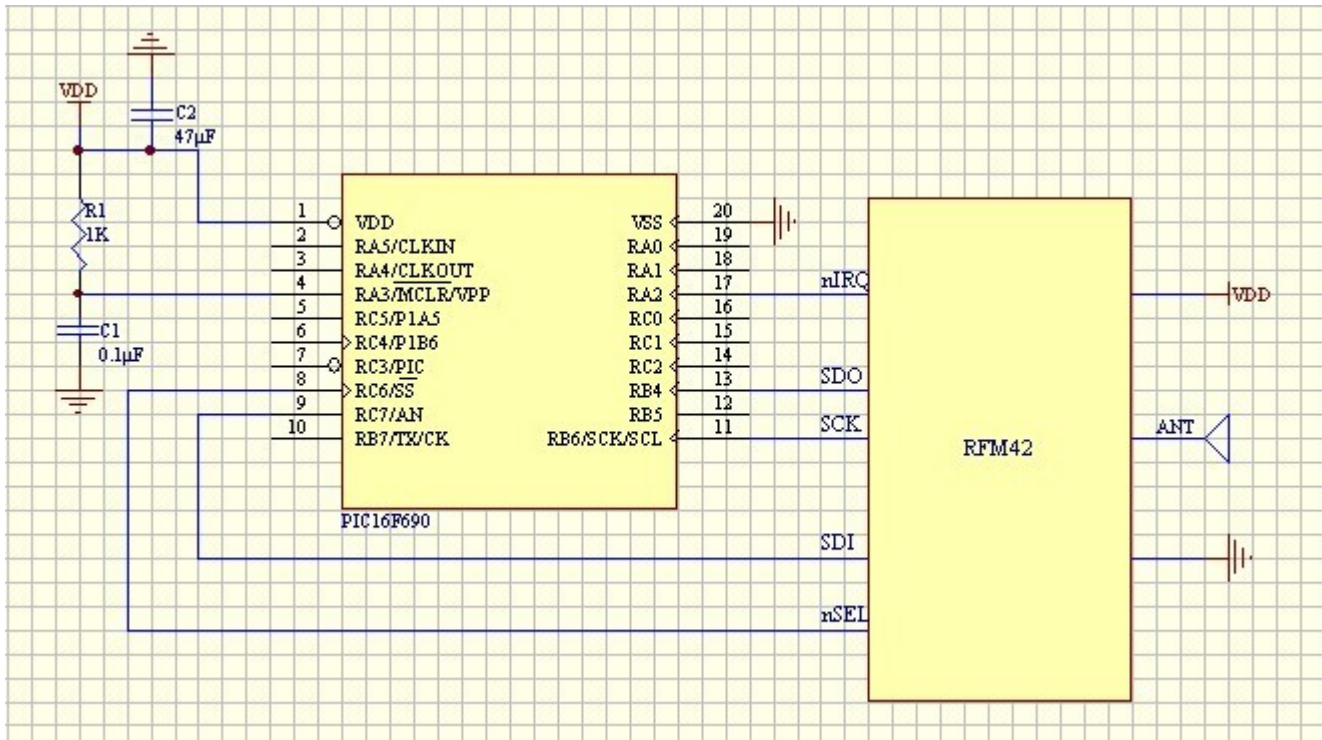 VDD
C2
47µF
R1
1K
C1
0.1µF
1
2
3
4
5
6
7
8
9
10
VDD
RA5/CLKIN
RA4/CLKOUT
RA3/MCLR/VPP
RC5/P1A5
RC4/P1B6
RC3/PIC
RC6/SS
RC7/AN
RB7/TX/CK
VSS
RA0
RA1
RA2
RC0
RC1
RC2
RB4
RB5
RB6/SCK/SCL
20
19
18
17
16
15
14
13
12
11
PIC16F690
nIRQ
SDO
SCK
SDI
nSEL
RFM42
VDD
ANT